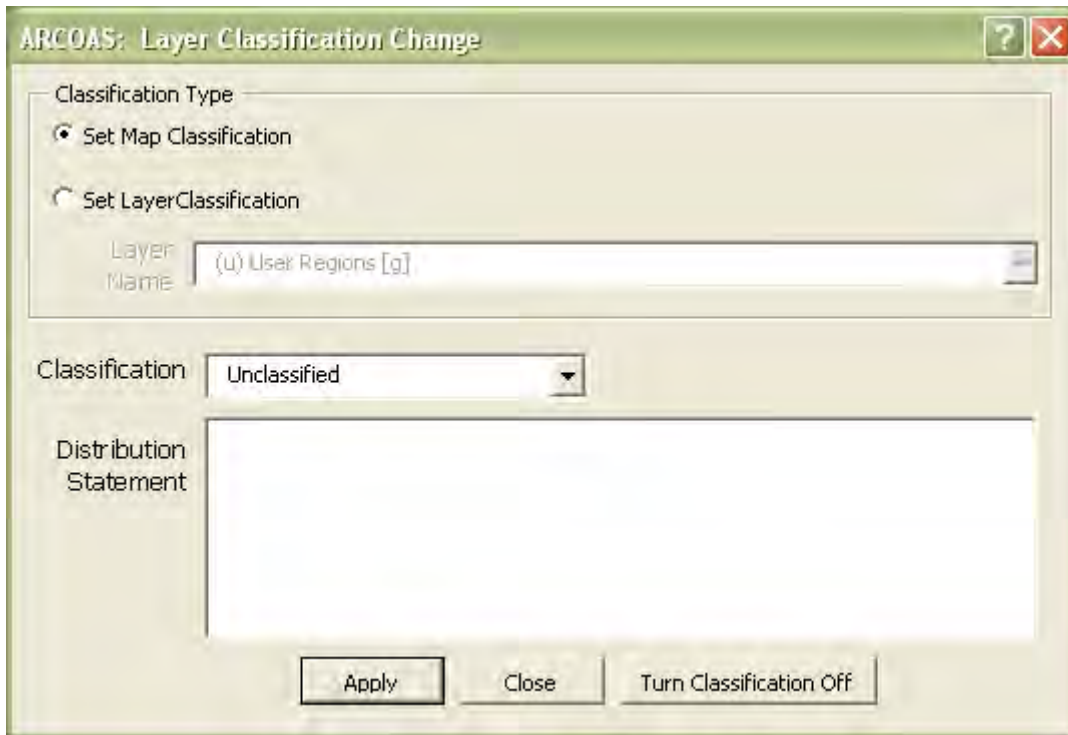 ARCOAS: Layer Classification Change
Classification Type
Set Map Classification
Set LayerClassification
Layer Name
(u) User Regions [g]
Classification
Unclassified
Distribution
Statement
Apply
Close
Turn Classification Off